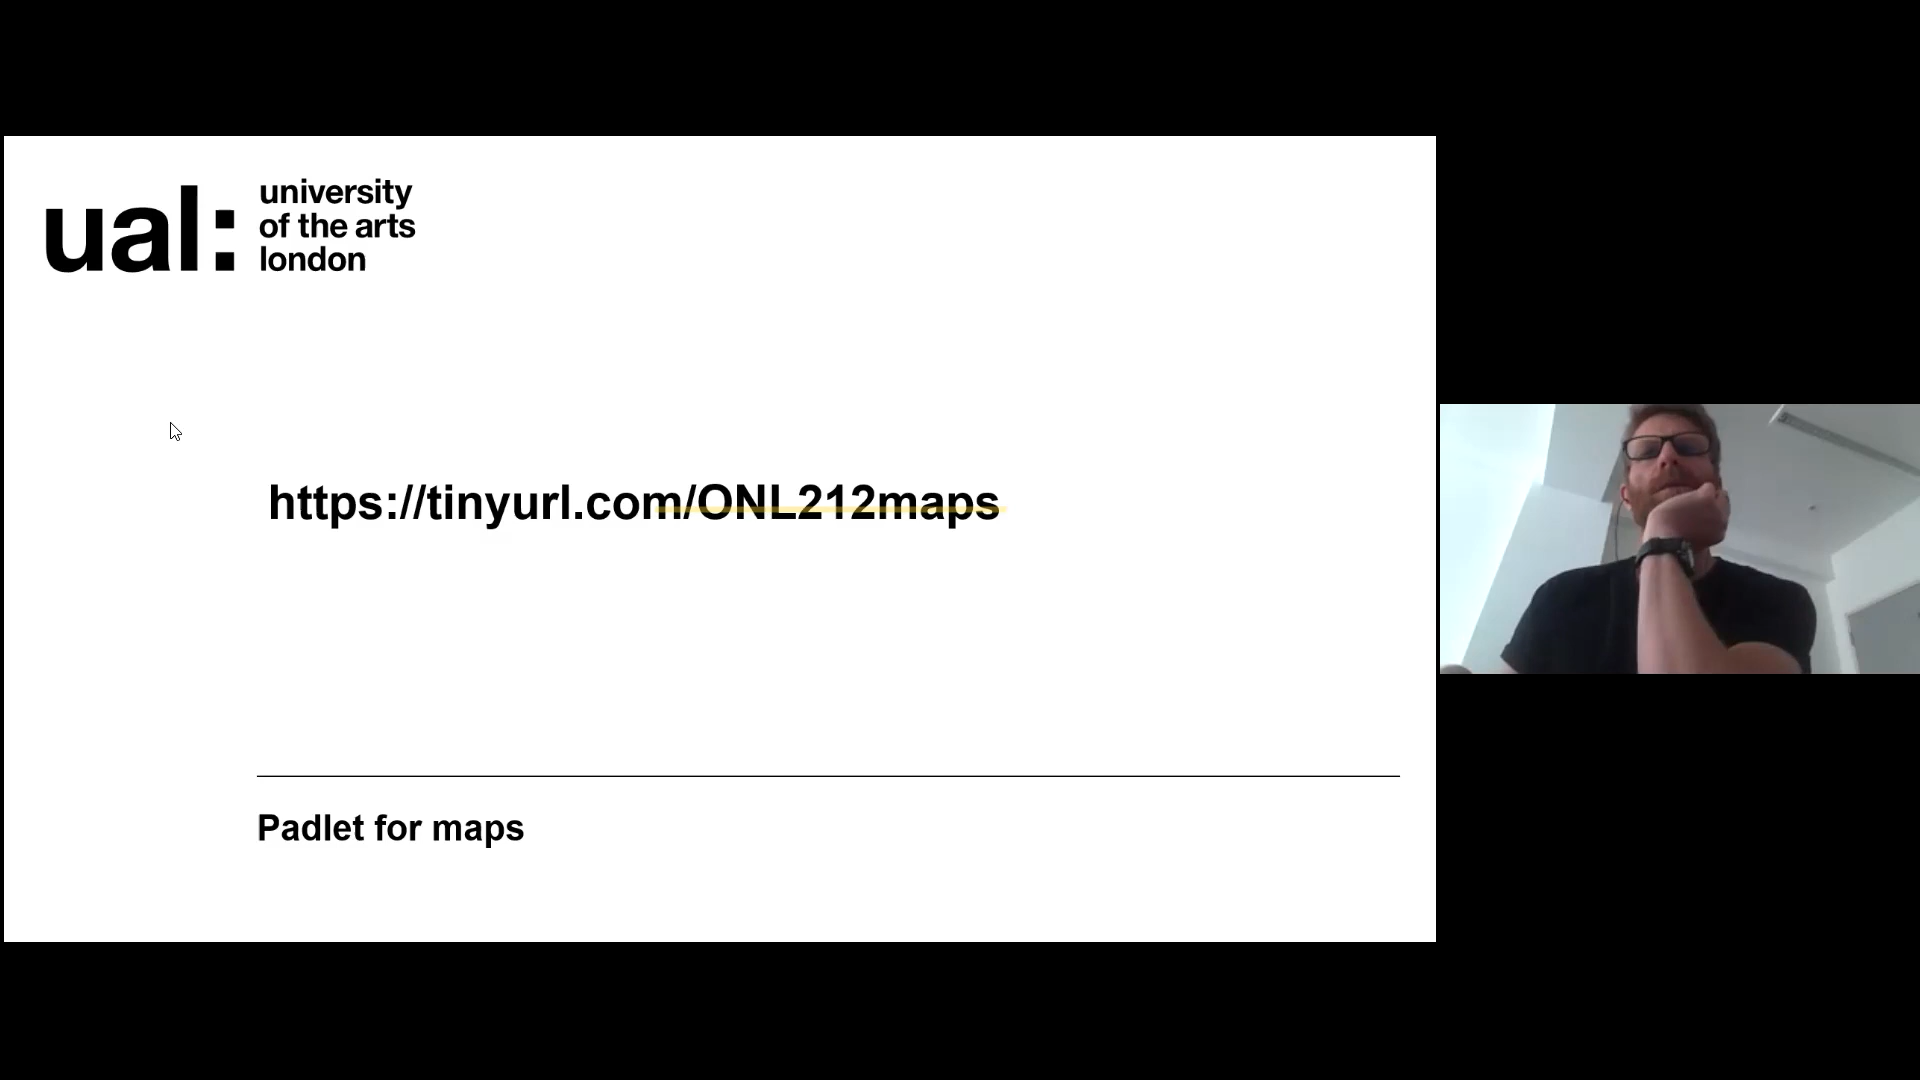 ual:
university
of the arts
london
https://tinyurl.com/ONL212maps
Padlet for maps